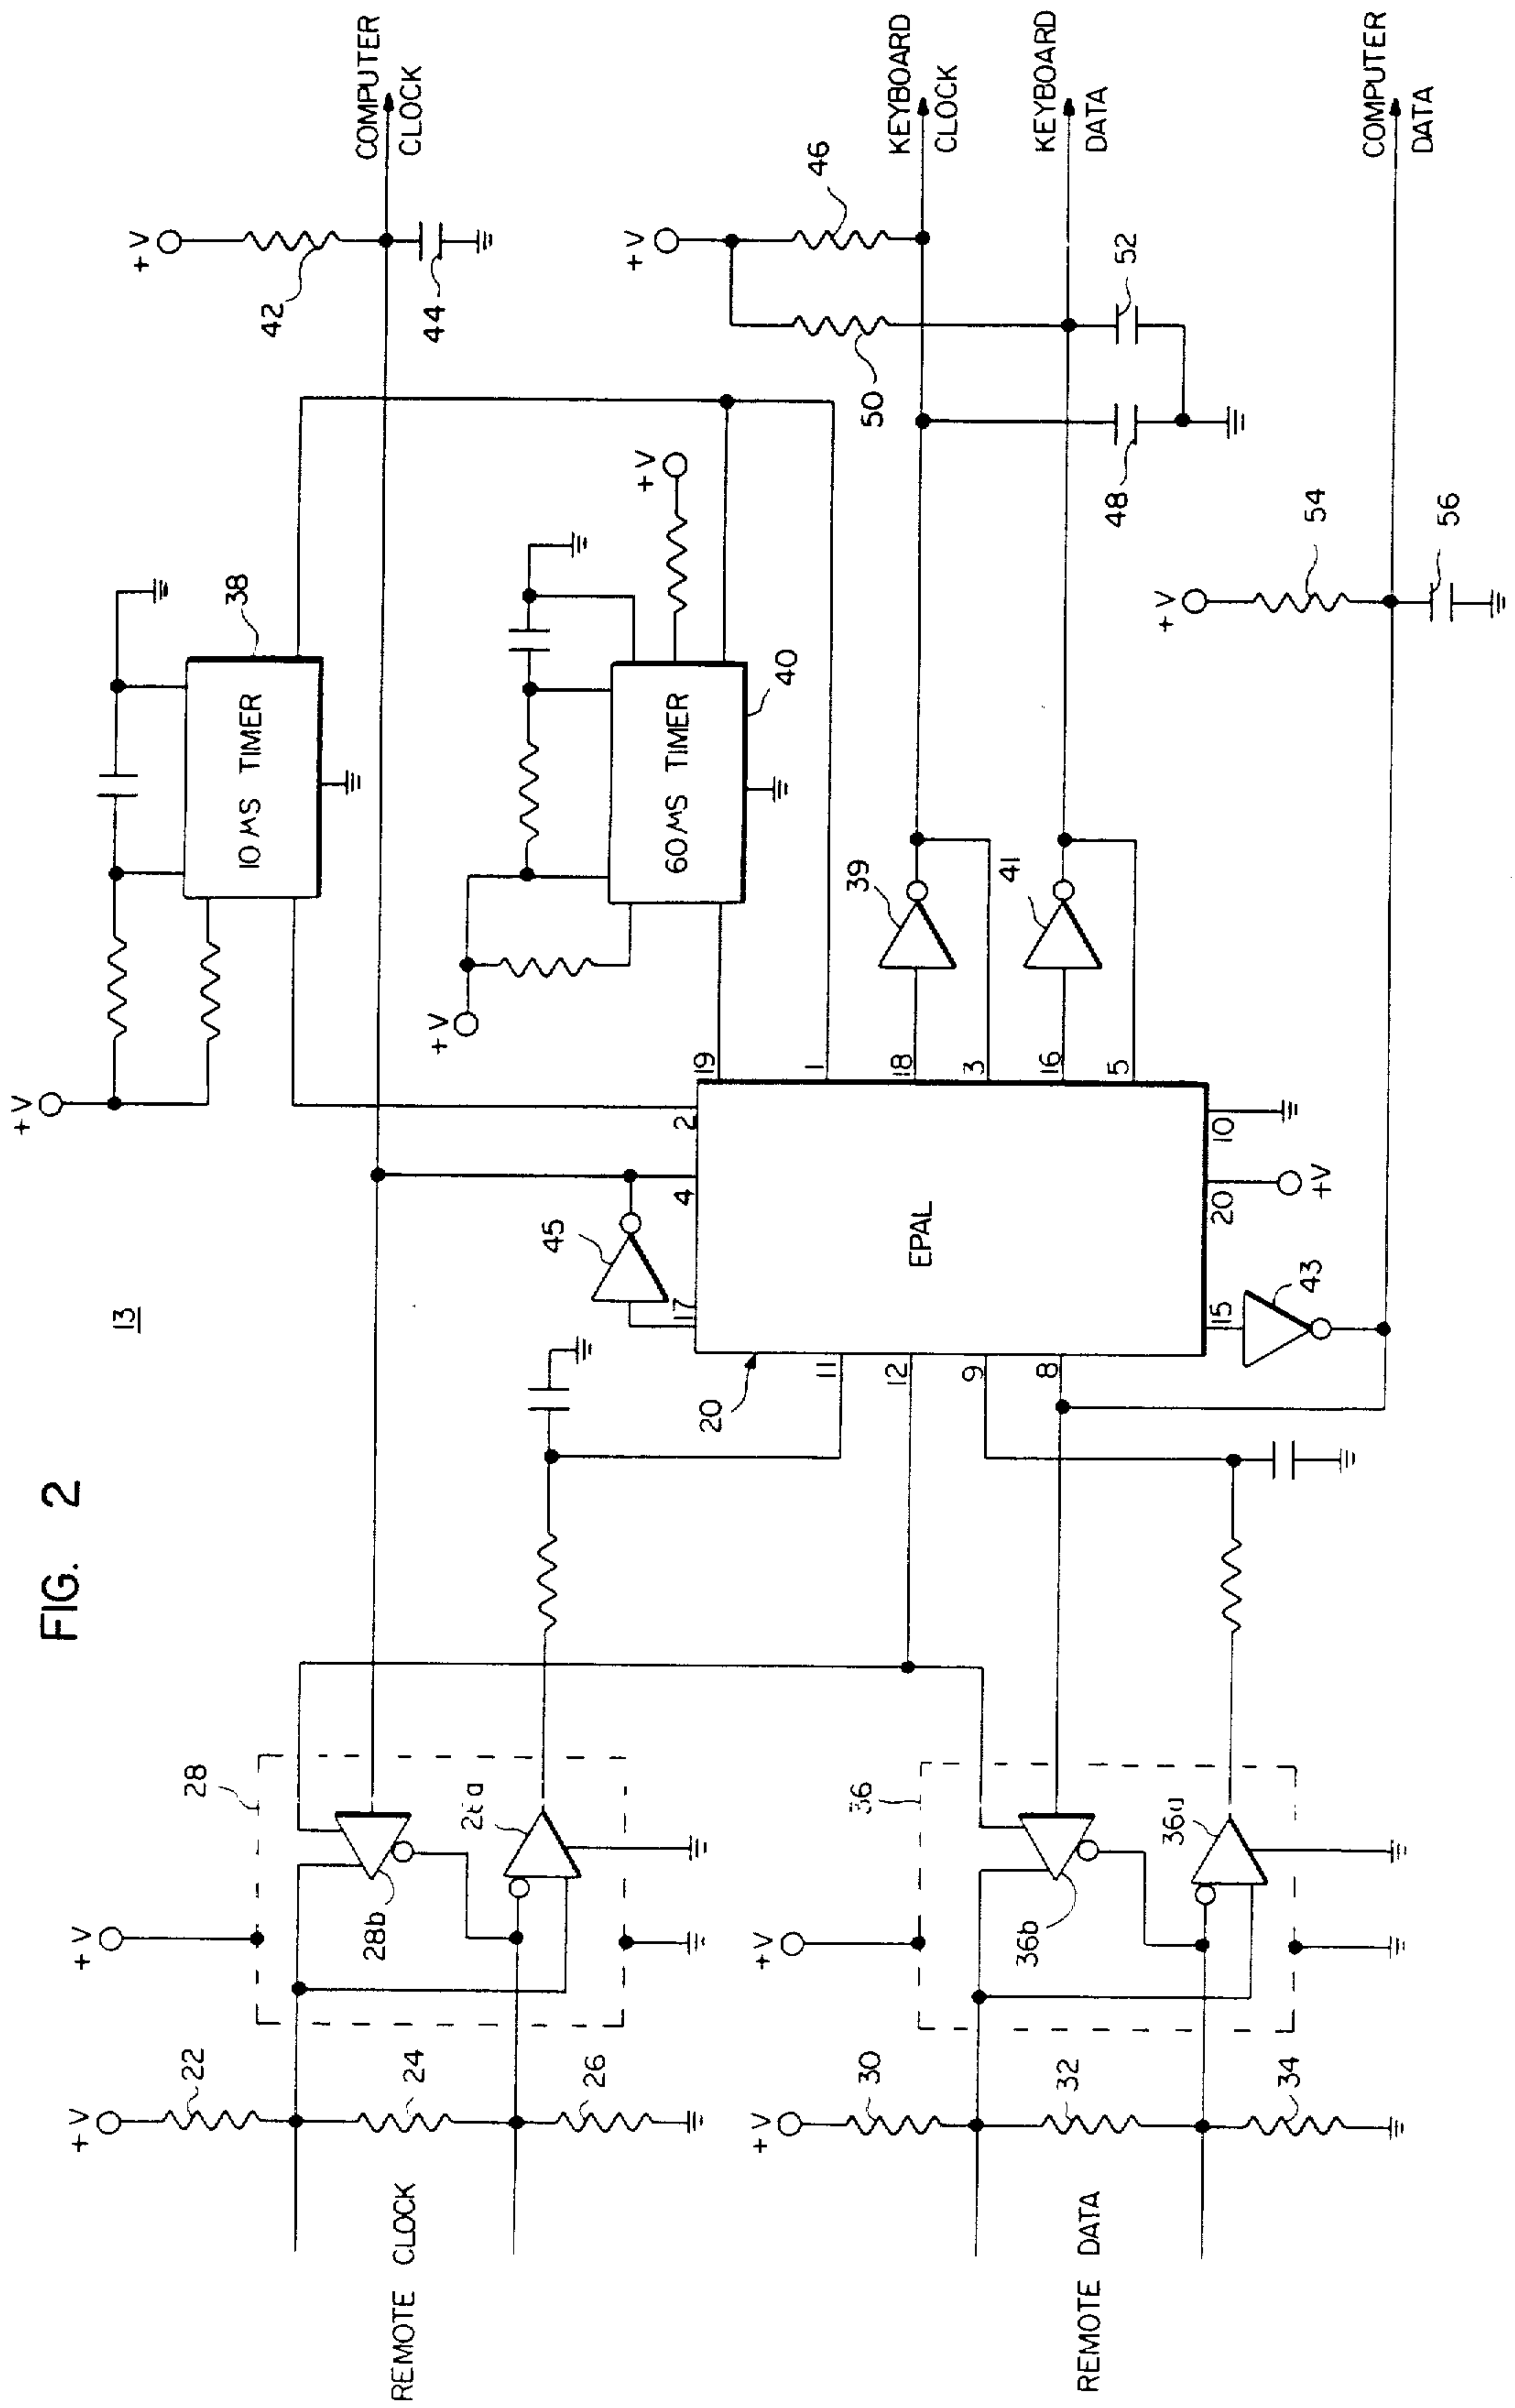 FIG. 2
13
+V
+V
38
10 MS TIMER
+V
42
44
COMPUTER
CLOCK
+V
+V
60 MS TIMER
40
+V
46
50
48
52
KEYBOARD
CLOCK
KEYBOARD
DATA
39
41
45
43
20
EPAL
17
4
2
19
1
18
3
16
5
10
20
+V
15
11
12
9
8
+V
54
56
COMPUTER
DATA
+V
22
24
26
REMOTE CLOCK
+V
28
28b
+V
30
32
34
REMOTE DATA
+V
36
36b
36a